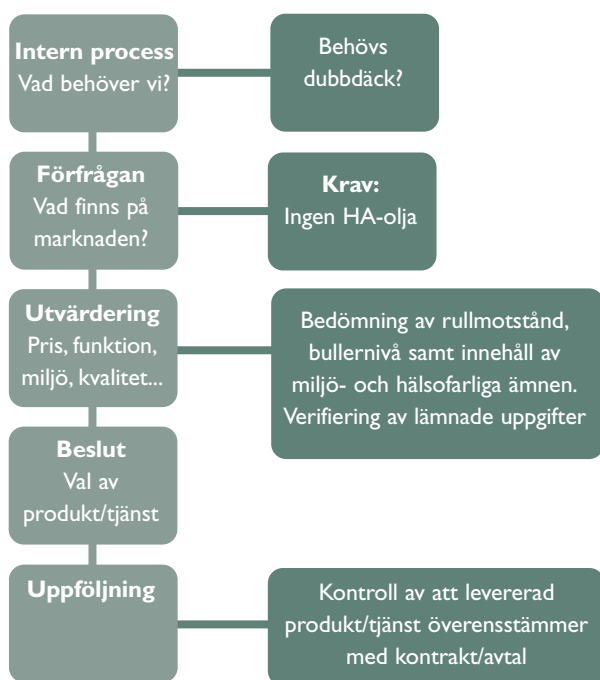 Intern process
Vad behöver vi?
Behövs
dubbdäck?
Förfrågan
Vad finns på
marknaden?
Krav:
Ingen HA-olja
Utvärdering
Pris, funktion,
miljö, kvalitet...
Bedömning av rullmotstånd,
bullernivå samt innehåll av
miljö- och hälsofarliga ämnen.
Verifiering av lämnade uppgifter
Beslut
Val av
produkt/tjänst
Uppföljning
Kontroll av att levererad
produkt/tjänst överensstämmer
med kontrakt/avtal